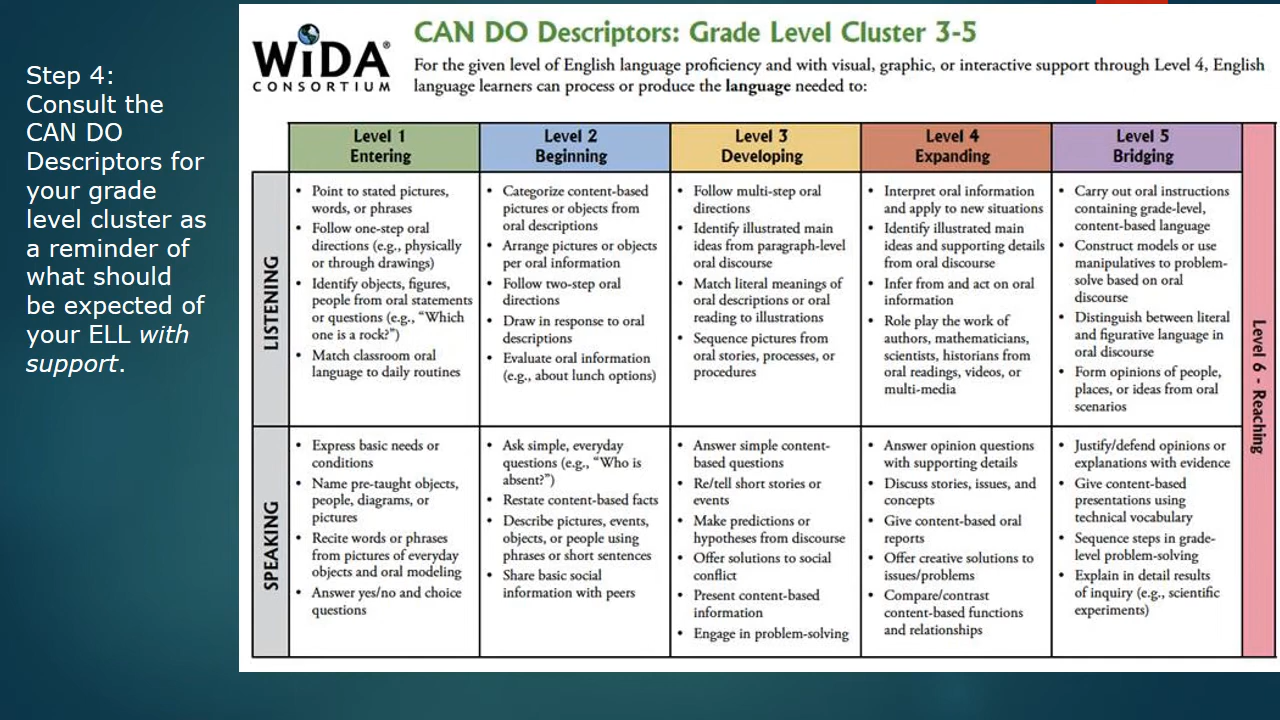 Step 4:
Consult the
CAN DO
Descriptors for
your grade
level cluster as
a reminder of
what should
be expected of
your ELL with
support.
WiDA®
CONSORTIUM
CAN DO Descriptors: Grade Level Cluster 3-5
For the given level of English language proficiency and with visual, graphic, or interactive support through Level 4, English
language learners can process or produce the language needed to:
Level 1
Entering
Level 2
Beginning
Level 3
Developing
Level 4
Expanding
Level 5
Bridging
LISTENING
• Point to stated pictures,
words, or phrases
• Follow one-step oral
directions (e.g., physically
or through drawings)
• Identify objects, figures,
people from oral statements
or questions (e.g., “Which
one is a rock?”)
• Match classroom oral
language to daily routines
• Categorize content-based
pictures or objects from
oral descriptions
• Arrange pictures or objects
per oral information
• Follow two-step oral
directions
• Draw in response to oral
descriptions
• Evaluate oral information
(e.g., about lunch options)
• Follow multi-step oral
directions
• Identify illustrated main
ideas from paragraph-level
oral discourse
• Match literal meanings of
oral descriptions or oral
reading to illustrations
• Sequence pictures from
oral stories, processes, or
procedures
• Interpret oral information
and apply to new situations
• Identify illustrated main
ideas and supporting details
from oral discourse
• Infer from and act on oral
information
• Role play the work of
authors, mathematicians,
scientists, historians from
oral readings, videos, or
multi-media
• Carry out oral instructions
containing grade-level,
content-based language
• Construct models or use
manipulatives to problem-
solve based on oral
discourse
• Distinguish between literal
and figurative language in
oral discourse
• Form opinions of people,
places, or ideas from oral
scenarios
SPEAKING
• Express basic needs or
conditions
• Name pre-taught objects,
people, diagrams, or
pictures
• Recite words or phrases
from pictures of everyday
objects and oral modeling
• Answer yes/no and choice
questions
• Ask simple, everyday
questions (e.g., “Who is
absent?”)
• Restate content-based facts
• Describe pictures, events,
objects, or people using
phrases or short sentences
• Share basic social
information with peers
• Answer simple content-
based questions
• Re/tell short stories or
events
• Make predictions or
hypotheses from discourse
• Offer solutions to social
conflict
• Present content-based
information
• Engage in problem-solving
• Answer opinion questions
with supporting details
• Discuss stories, issues, and
concepts
• Give content-based oral
reports
• Offer creative solutions to
issues/problems
• Compare/contrast
content-based functions
and relationships
• Justify/defend opinions or
explanations with evidence
• Give content-based
presentations using
technical vocabulary
• Sequence steps in grade-
level problem-solving
• Explain in detail results
of inquiry (e.g., scientific
experiments)
Level 6 - Reaching